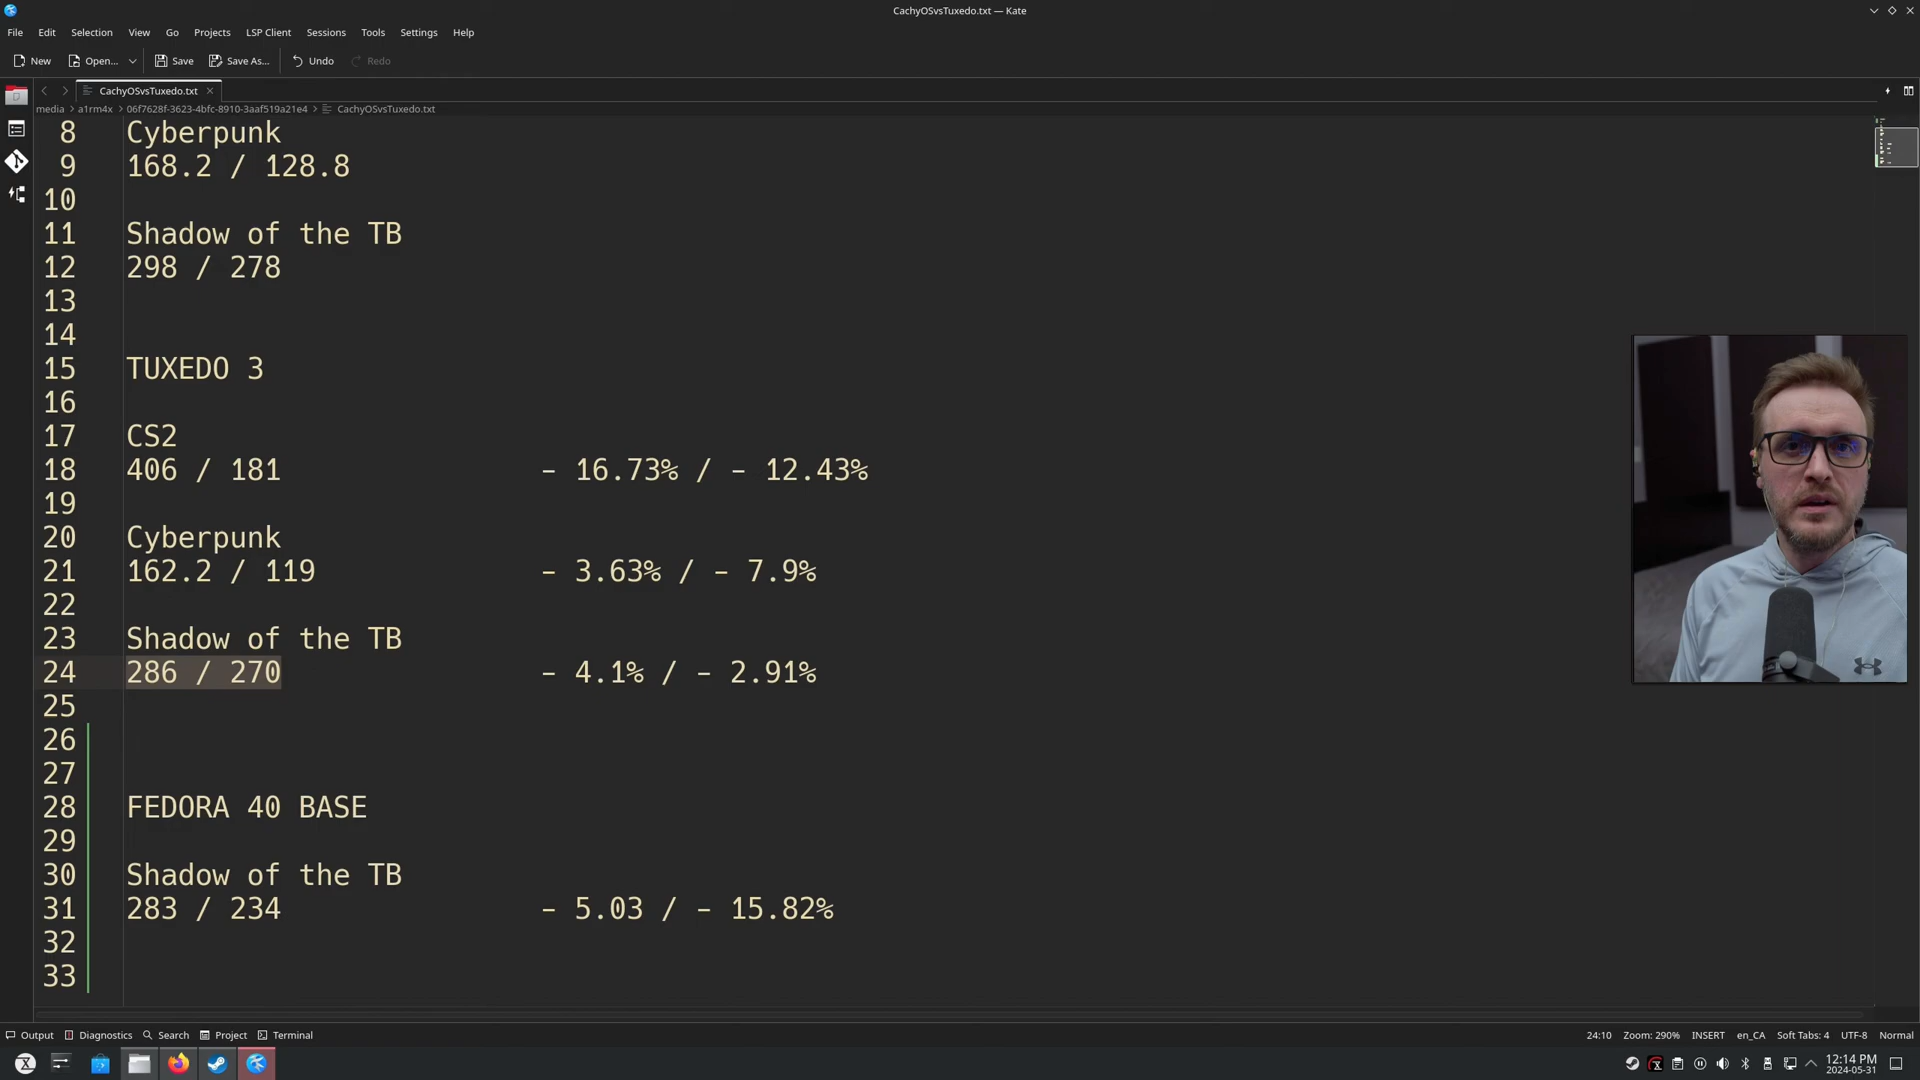 CachyOSvsTuxedo.txt — Kate
File Edit Selection View Go Projects LSP Client Sessions Tools Settings Help
New Open... Save Save As... Undo Redo
CachyOSvsTuxedo.txt
media > a1rm4x > 06f7628f-3623-4bfc-8910-3aaf519a21e4 > CachyOSvsTuxedo.txt
8 Cyberpunk
9 168.2 / 128.8
10
11 Shadow of the TB
12 298 / 278
13
14
15 TUXEDO 3
16
17 CS2
18 406 / 181 - 16.73% / - 12.43%
19
20 Cyberpunk
21 162.2 / 119 - 3.63% / - 7.9%
22
23 Shadow of the TB
24 286 / 270 - 4.1% / - 2.91%
25
26
27
28 FEDORA 40 BASE
29
30 Shadow of the TB
31 283 / 234 - 5.03 / - 15.82%
32
33
Output Diagnostics Search Project Terminal 24:10 Zoom: 290% INSERT en_CA Soft Tabs: 4 UTF-8 Normal
12:14 PM
2024-05-31